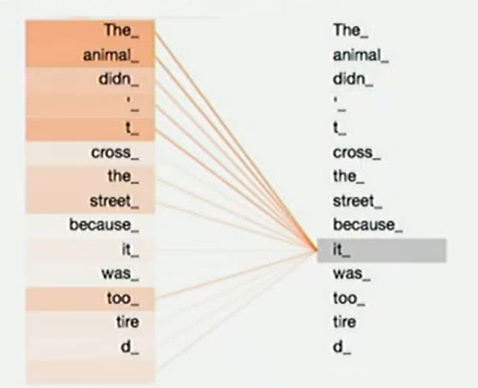 The_ The_
animal_ animal_
didn_ didn_
'_ '_
t_ t_
cross_ cross_
the_ the_
street_ street_
because_ because_
it_ it_
was_ was_
too_ too_
tire tire
d_ d_